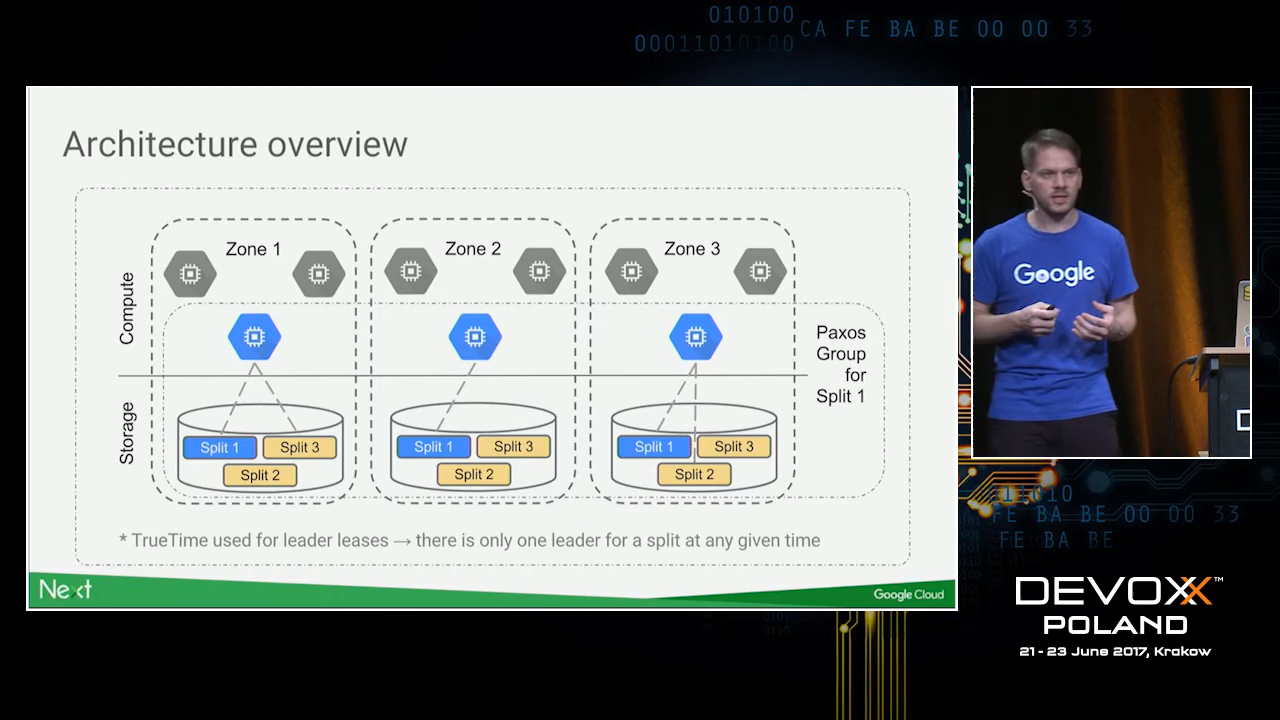 010100
CA FE BA BE 00 00 33
00011010100
Architecture overview
Zone 1
Zone 2
Zone 3
Compute
Paxos
Group
for
Split 1
Storage
Split 1
Split 3
Split 2
Split 1
Split 3
Split 2
Split 1
Split 3
Split 2
* TrueTime used for leader leases → there is only one leader for a split at any given time
Next
Google Cloud
Google
FE BA BE 00 00 33
FE BA BE
DEVOXX™
POLAND
21 - 23 June 2017, Krakow